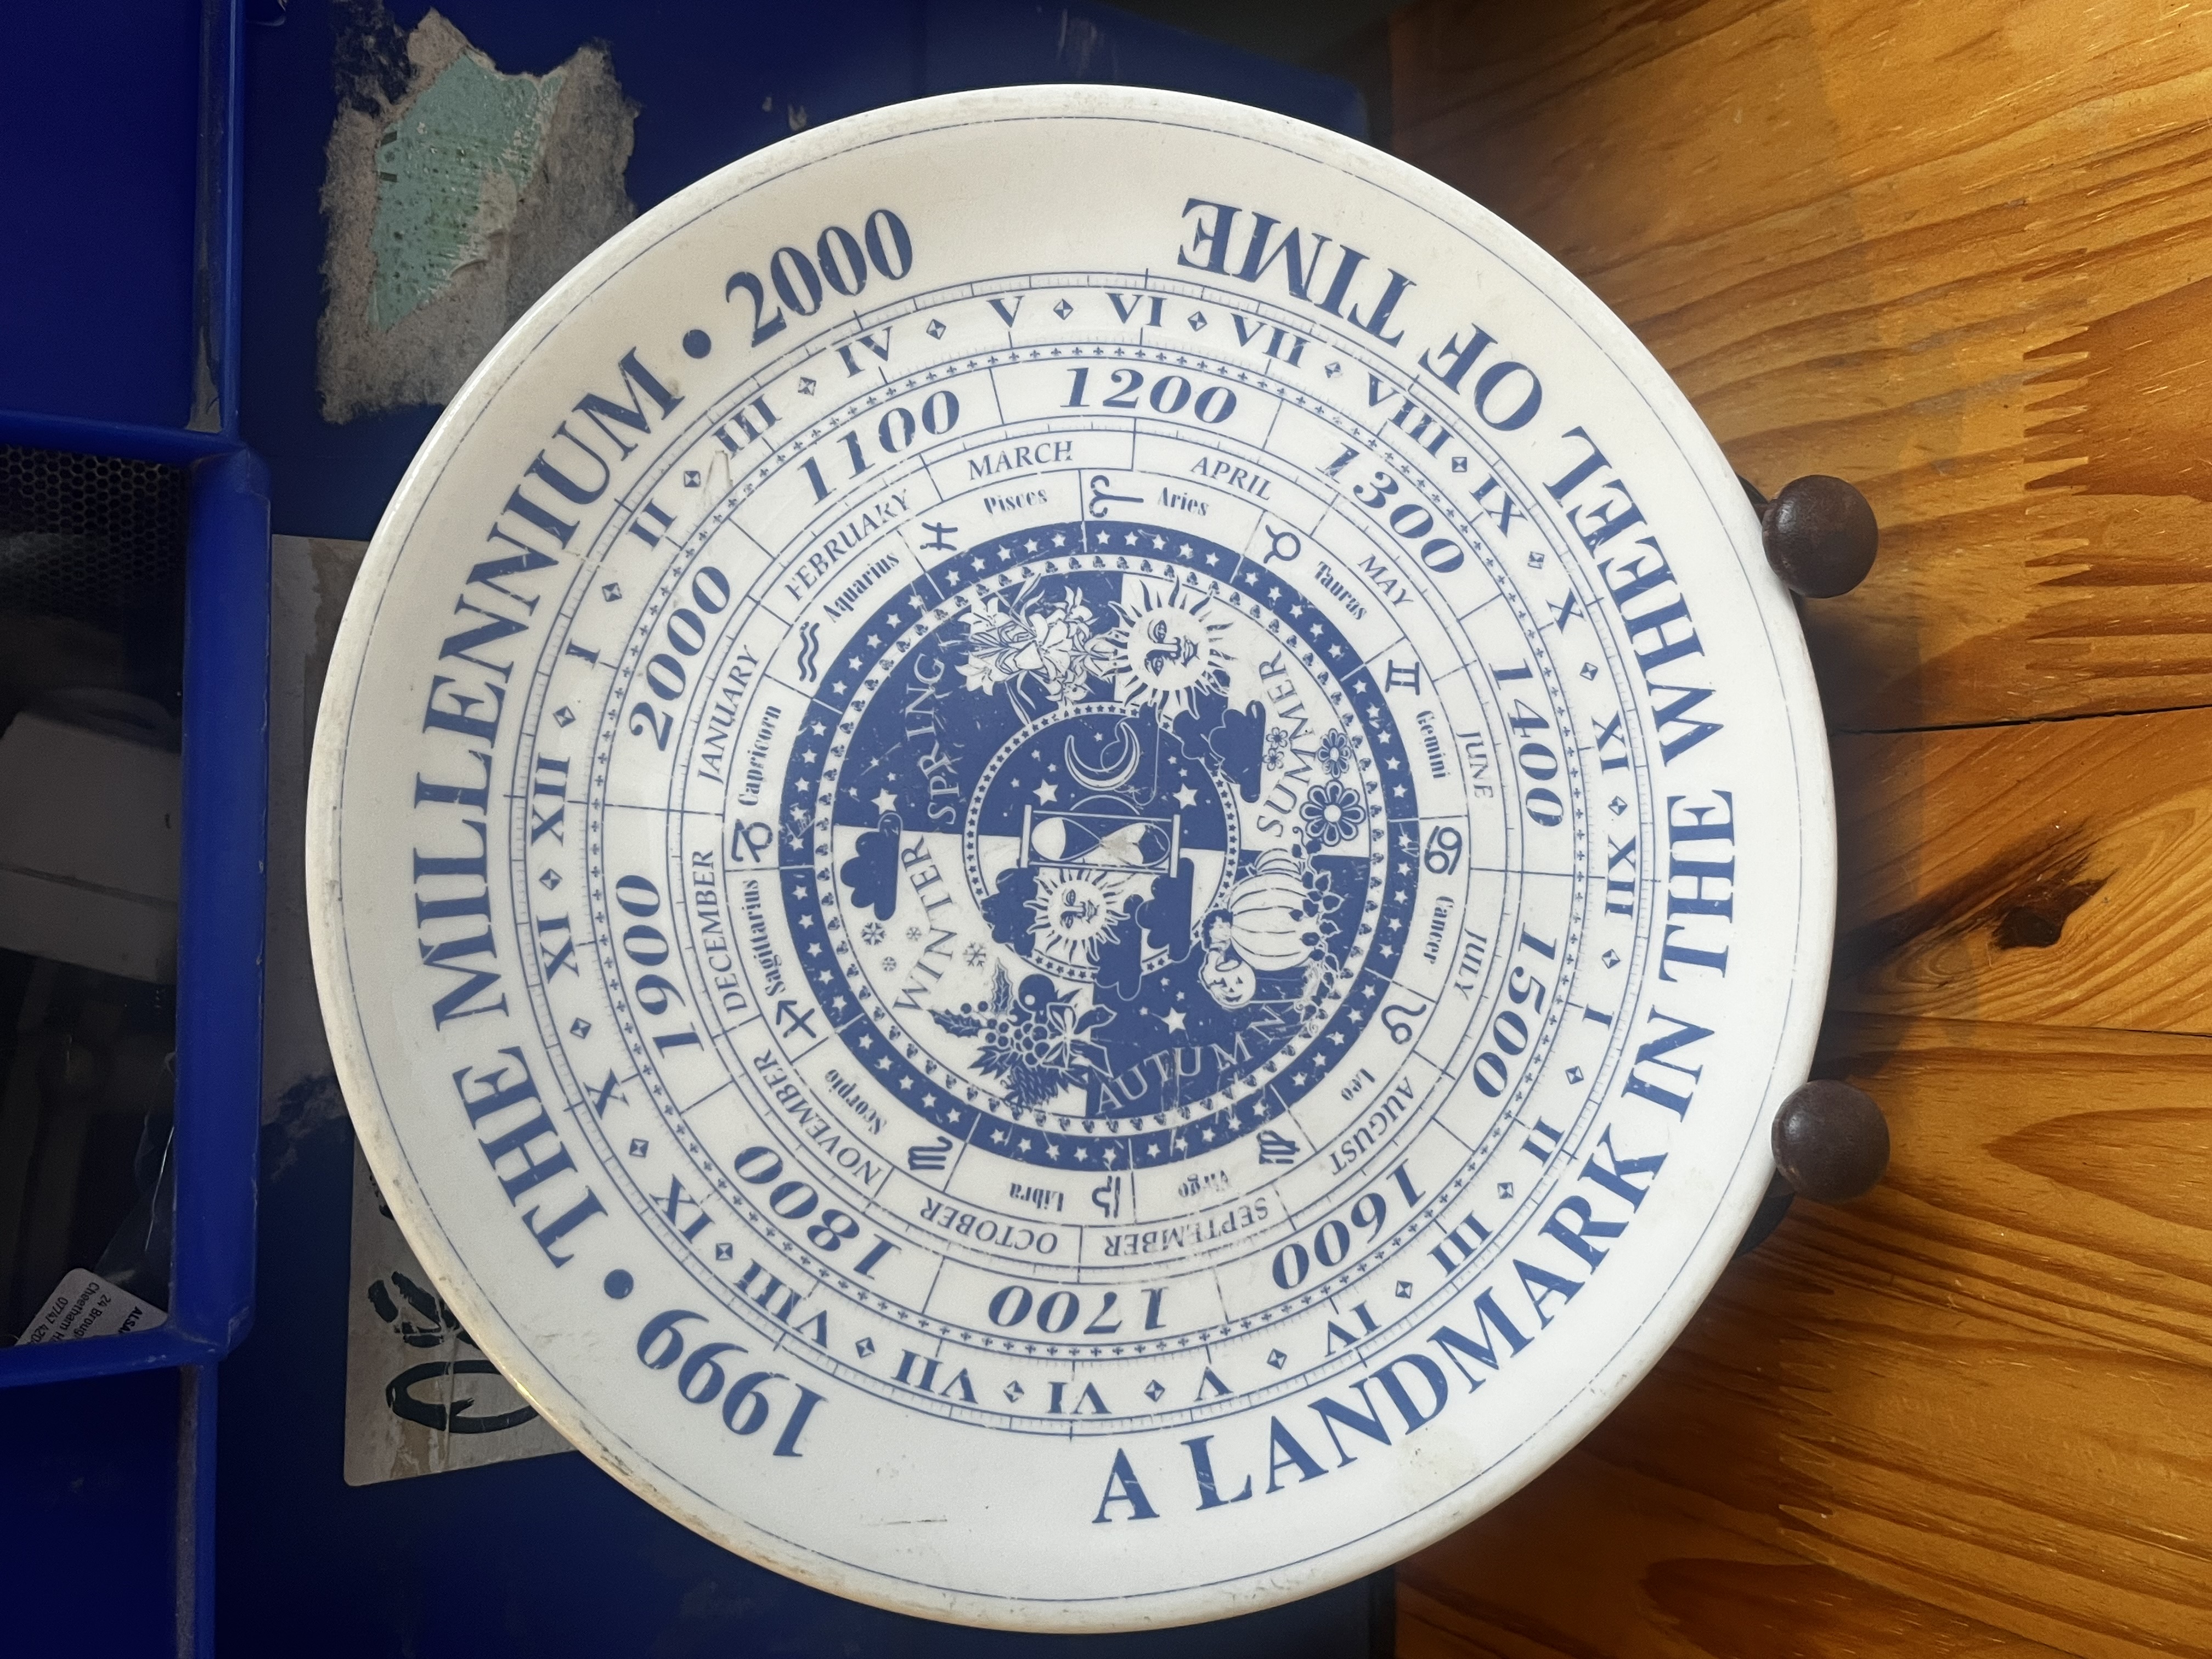 1999 • THE MILLENNIUM • 2000
A LANDMARK IN THE WHEEL OF TIME
XII I II III IV V VI VII VIII IX X XI XII I II III IV V VI VII VIII IX X XI
1100 1200 1300 1400 1500 1600 1700 1800 1900 2000
JANUARY FEBRUARY MARCH APRIL MAY JUNE JULY AUGUST SEPTEMBER OCTOBER NOVEMBER DECEMBER
Capricorn Aquarius Pisces Aries Taurus Gemini Cancer Leo Virgo Libra Scorpio Sagittarius
SPRING
SUMMER
AUTUMN
WINTER